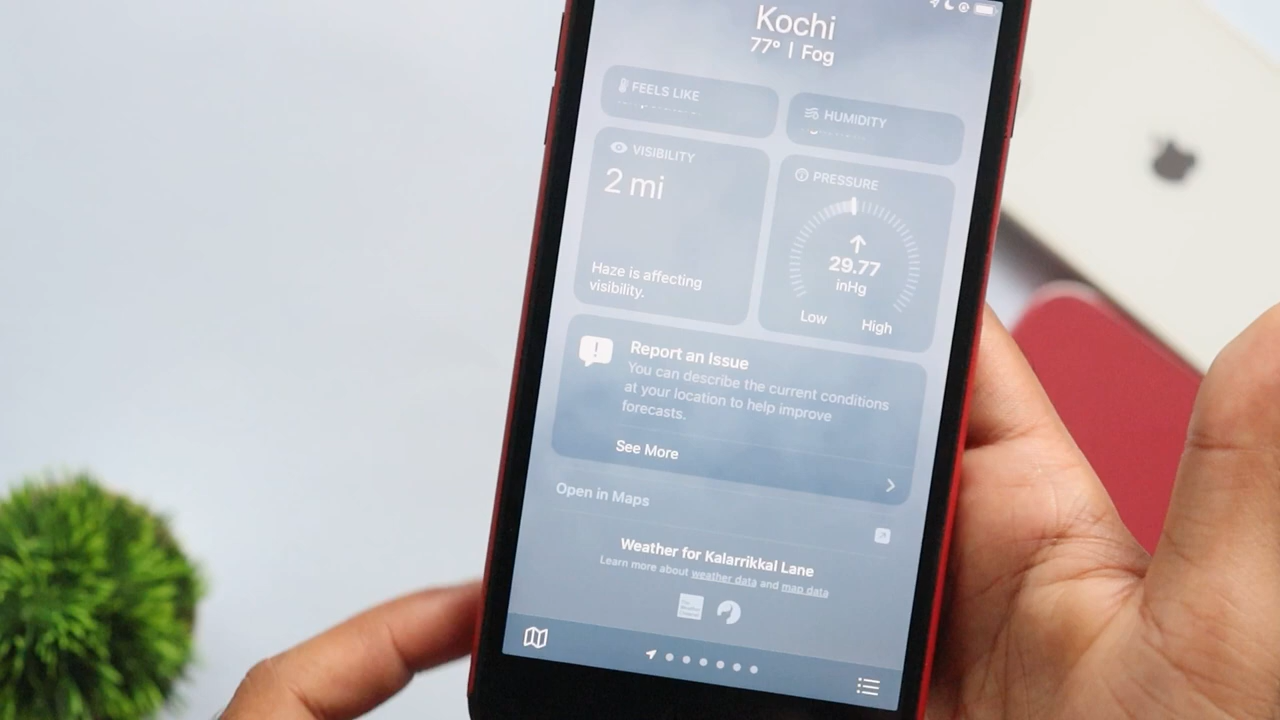 Kochi
77° | Fog
FEELS LIKE
HUMIDITY
VISIBILITY
2 mi
Haze is affecting
visibility.
PRESSURE
29.77
inHg
Low
High
Report an Issue
You can describe the current conditions
at your location to help improve
forecasts.
See More
Open in Maps
Weather for Kalarrikkal Lane
Learn more about weather data and map data